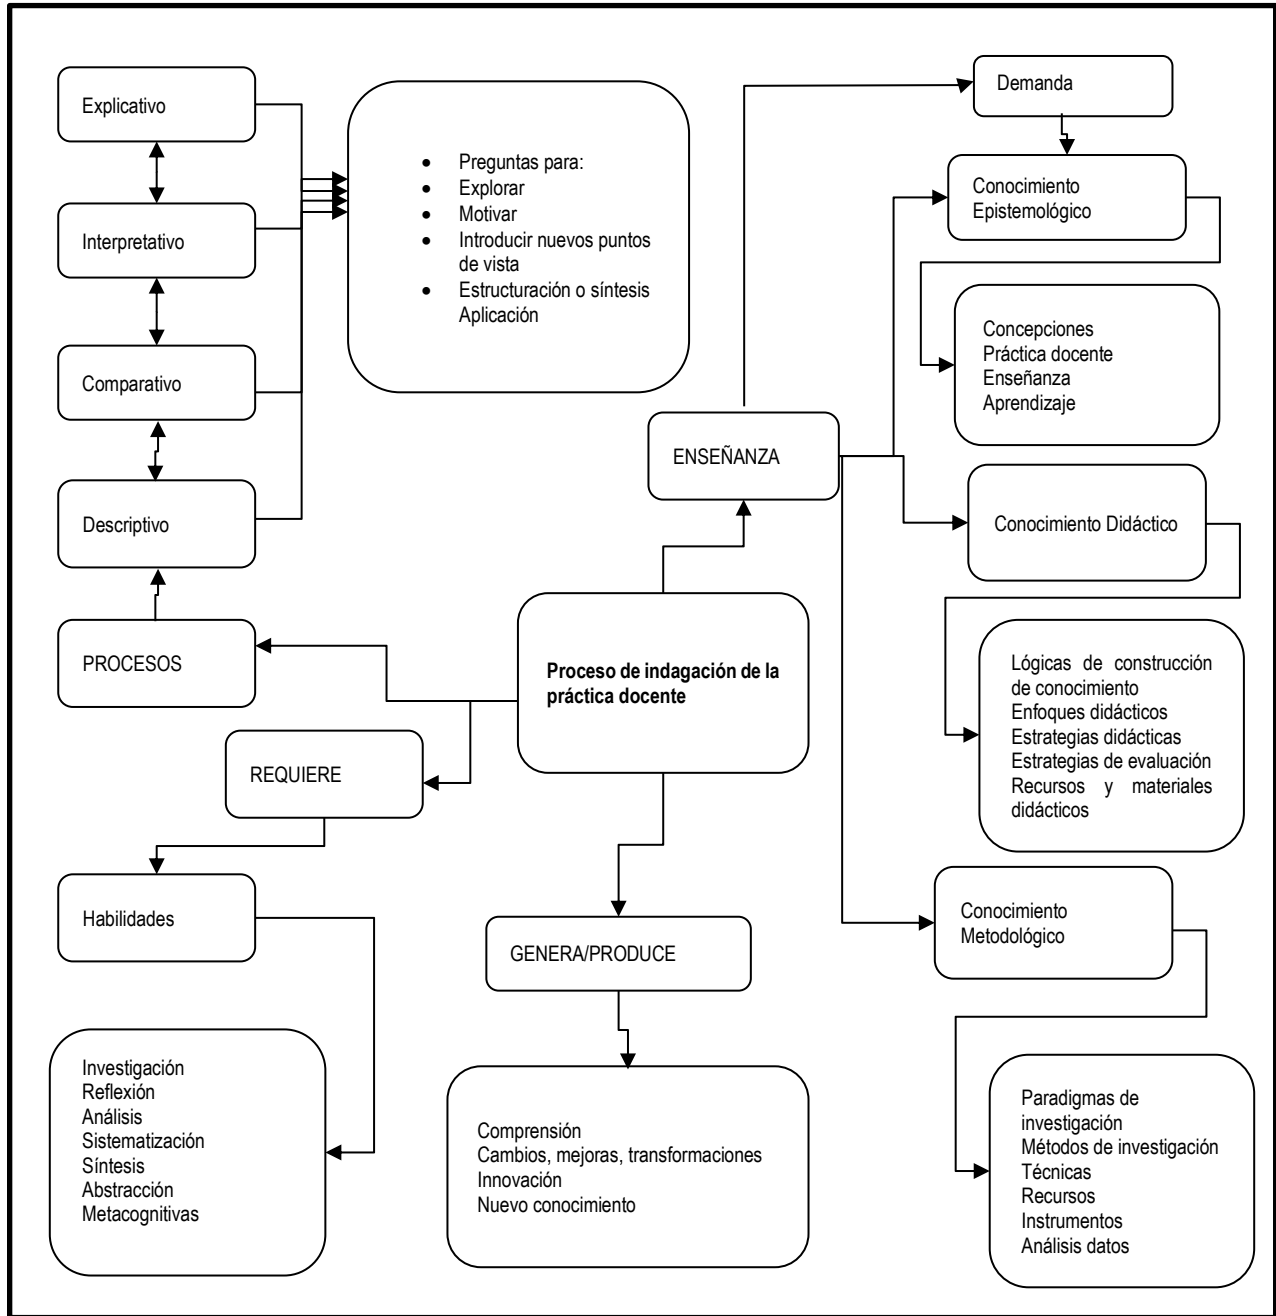 Explicativo
Interpretativo
Comparativo
Descriptivo
PROCESOS
• Preguntas para:
• Explorar
• Motivar
• Introducir nuevos puntos
de vista
• Estructuración o síntesis
Aplicación
Demanda
Conocimiento
Epistemológico
Concepciones
Práctica docente
Enseñanza
Aprendizaje
ENSEÑANZA
Conocimiento Didáctico
Lógicas de construcción
de conocimiento
Enfoques didácticos
Estrategias didácticas
Estrategias de evaluación
Recursos y materiales
didácticos
Proceso de indagación de la
práctica docente
REQUIERE
Habilidades
Investigación
Reflexión
Análisis
Sistematización
Síntesis
Abstracción
Metacognitivas
GENERA/PRODUCE
Comprensión
Cambios, mejoras, transformaciones
Innovación
Nuevo conocimiento
Conocimiento
Metodológico
Paradigmas de
investigación
Métodos de investigación
Técnicas
Recursos
Instrumentos
Análisis datos